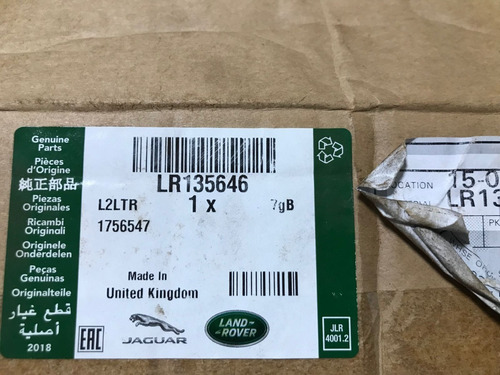 Genuine
Parts
Pièces
d'Origine
純正部品
Piezas
Originales
Ricambi
Originali
Originele
Onderdelen
Peças
Genuinas
Originalteile
قطع غيار
أصلية
2018
LR135646
L2LTR 1 x 7gB
1756547
Made In
United Kingdom
EAC
JAGUAR
LAND-
ROVER
JLR
4001.2
LOCATION 15-0
LR13
PK